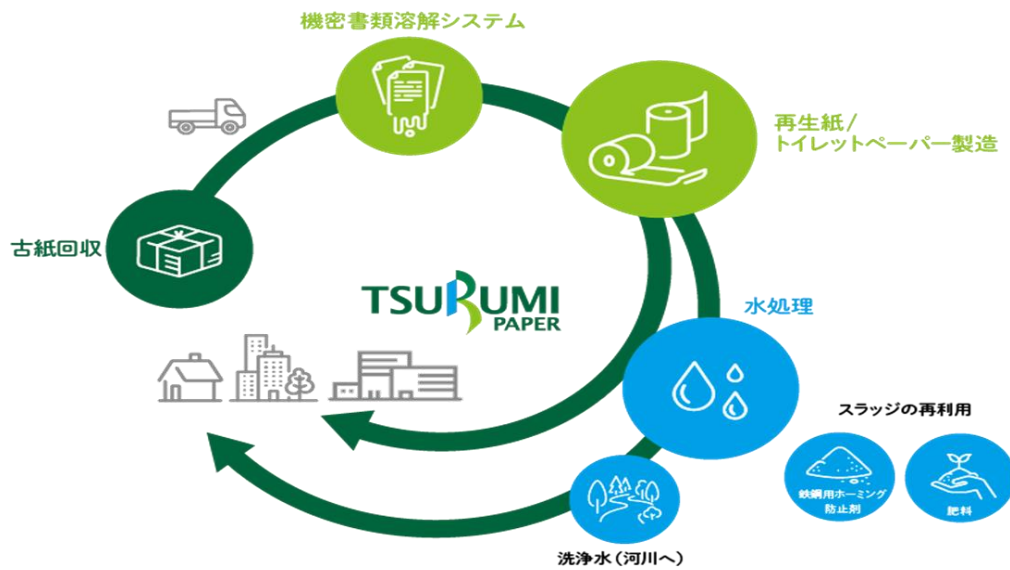 機密書類溶解システム
再生紙/
トイレットペーパー製造
古紙回収
TSURUMI
PAPER
水処理
スラッジの再利用
鉄鋼用ホーミング
防止剤
肥料
洗浄水(河川へ)